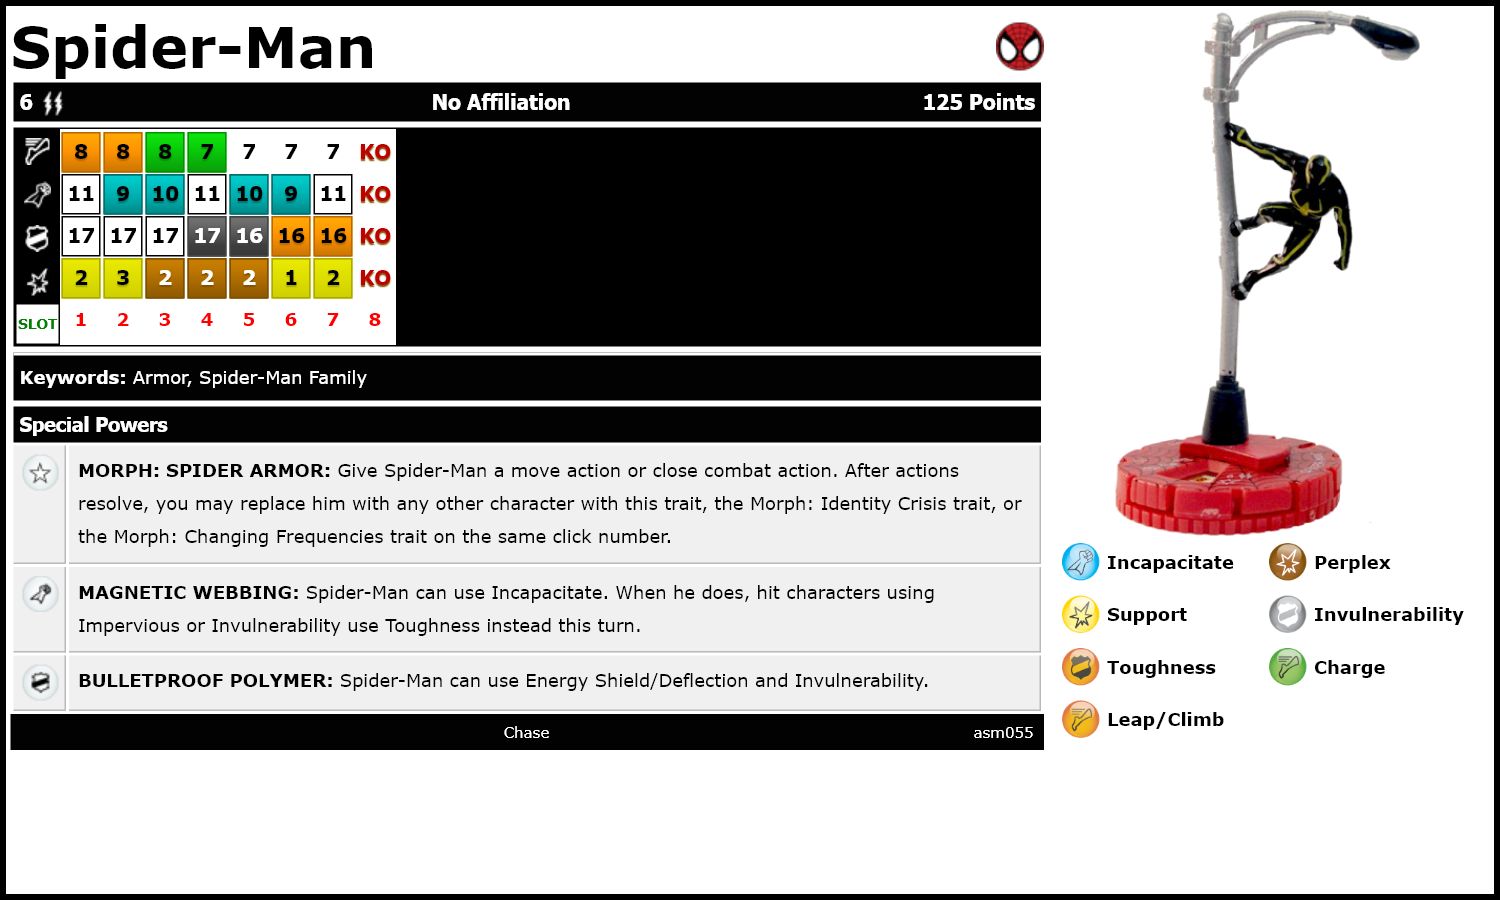 Spider-Man
6 No Affiliation 125 Points
8 8 8 7 7 7 7 KO
11 9 10 11 10 9 11 KO
17 17 17 17 16 16 16 KO
2 3 2 2 2 1 2 KO
SLOT 1 2 3 4 5 6 7 8
Keywords: Armor, Spider-Man Family
Special Powers
MORPH: SPIDER ARMOR: Give Spider-Man a move action or close combat action. After actions
resolve, you may replace him with any other character with this trait, the Morph: Identity Crisis trait, or
the Morph: Changing Frequencies trait on the same click number.
MAGNETIC WEBBING: Spider-Man can use Incapacitate. When he does, hit characters using
Impervious or Invulnerability use Toughness instead this turn.
BULLETPROOF POLYMER: Spider-Man can use Energy Shield/Deflection and Invulnerability.
Chase asm055
Incapacitate Perplex
Support Invulnerability
Toughness Charge
Leap/Climb